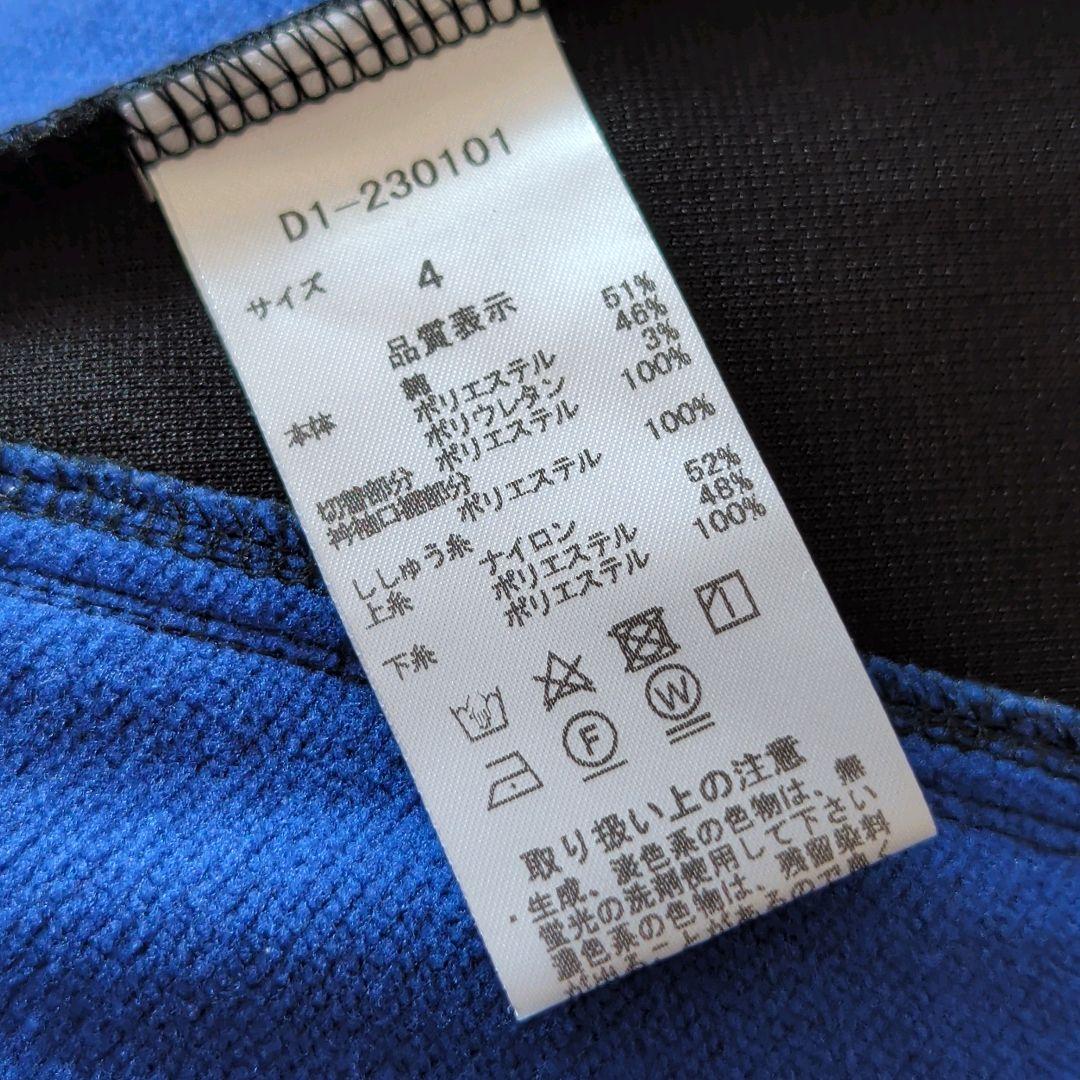 D1-230101
サイズ 4
品質表示
本体 綿 51%
ポリエステル 46%
ポリウレタン 3%
切替部分 ポリエステル 100%
衿袖口裾部分
ポリエステル 100%
ししゅう糸
上糸 ナイロン 52%
ポリエステル 48%
下糸 ポリエステル 100%
F
W
取り扱い上の注意
・生成、淡色系の色物は、無
蛍光の洗剤使用して下さい
濃色系の色物は、残留染料